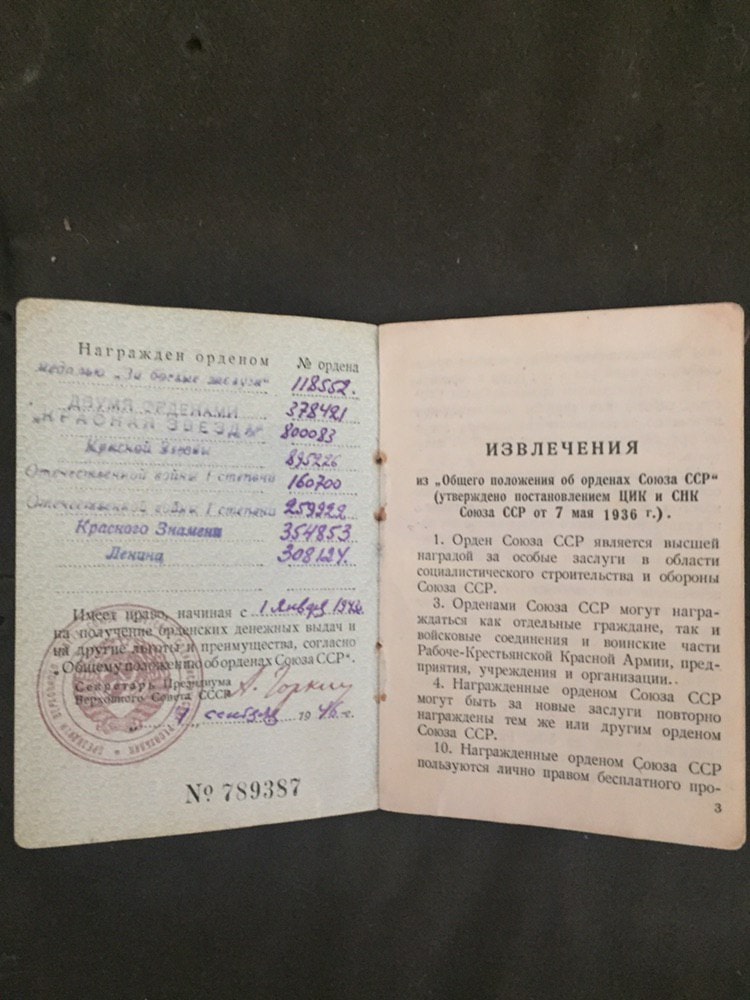 Награжден орденом № ордена
медалью „За боевые заслуги“ 118552.
ДВУМЯ ОРДЕНАМИ 378421
„КРАСНАЯ ЗВЕЗДА“ 800083
Красной Звезды 895226
Отечественной войны I степени 160700
Отечественной войны I степени 259222
Красного Знамени 354853
Ленина 308124.
Имеет право, начиная с 1 Января
на получение орденских денежных выдач и
на другие льготы и преимущества, согласно
„Общему положению об орденах Союза ССР“.
Секретарь Президиума
Верховного Совета СССР А. Горкин
7 сентября 1946 г.
№ 789387
ИЗВЛЕЧЕНИЯ
из „Общего положения об орденах Союза ССР“
(утверждено постановлением ЦИК и СНК
Союза ССР от 7 мая 1936 г.).
1. Орден Союза ССР является высшей
наградой за особые заслуги в области
социалистического строительства и обороны
Союза ССР.
3. Орденами Союза ССР могут награ-
ждаться как отдельные граждане, так и
войсковые соединения и воинские части
Рабоче-Крестьянской Красной Армии, пред-
приятия, учреждения и организации..
4. Награжденные орденом Союза ССР
могут быть за новые заслуги повторно
награждены тем же или другим орденом
Союза ССР.
10. Награжденные орденом Союза ССР
пользуются лично правом бесплатного про-
3